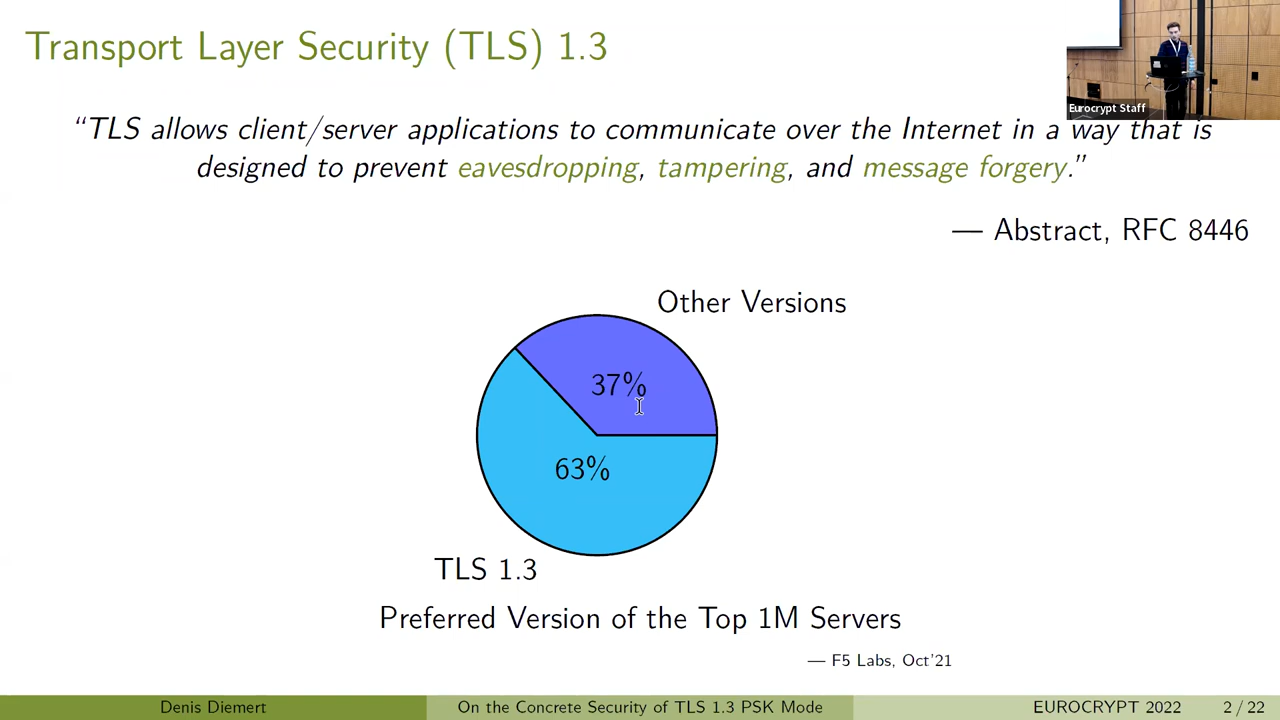 Transport Layer Security (TLS) 1.3
Eurocrypt Staff
“TLS allows client/server applications to communicate over the Internet in a way that is
designed to prevent eavesdropping, tampering, and message forgery.”
— Abstract, RFC 8446
Other Versions
37%
63%
TLS 1.3
Preferred Version of the Top 1M Servers
— F5 Labs, Oct'21
Denis Diemert On the Concrete Security of TLS 1.3 PSK Mode EUROCRYPT 2022 2 / 22